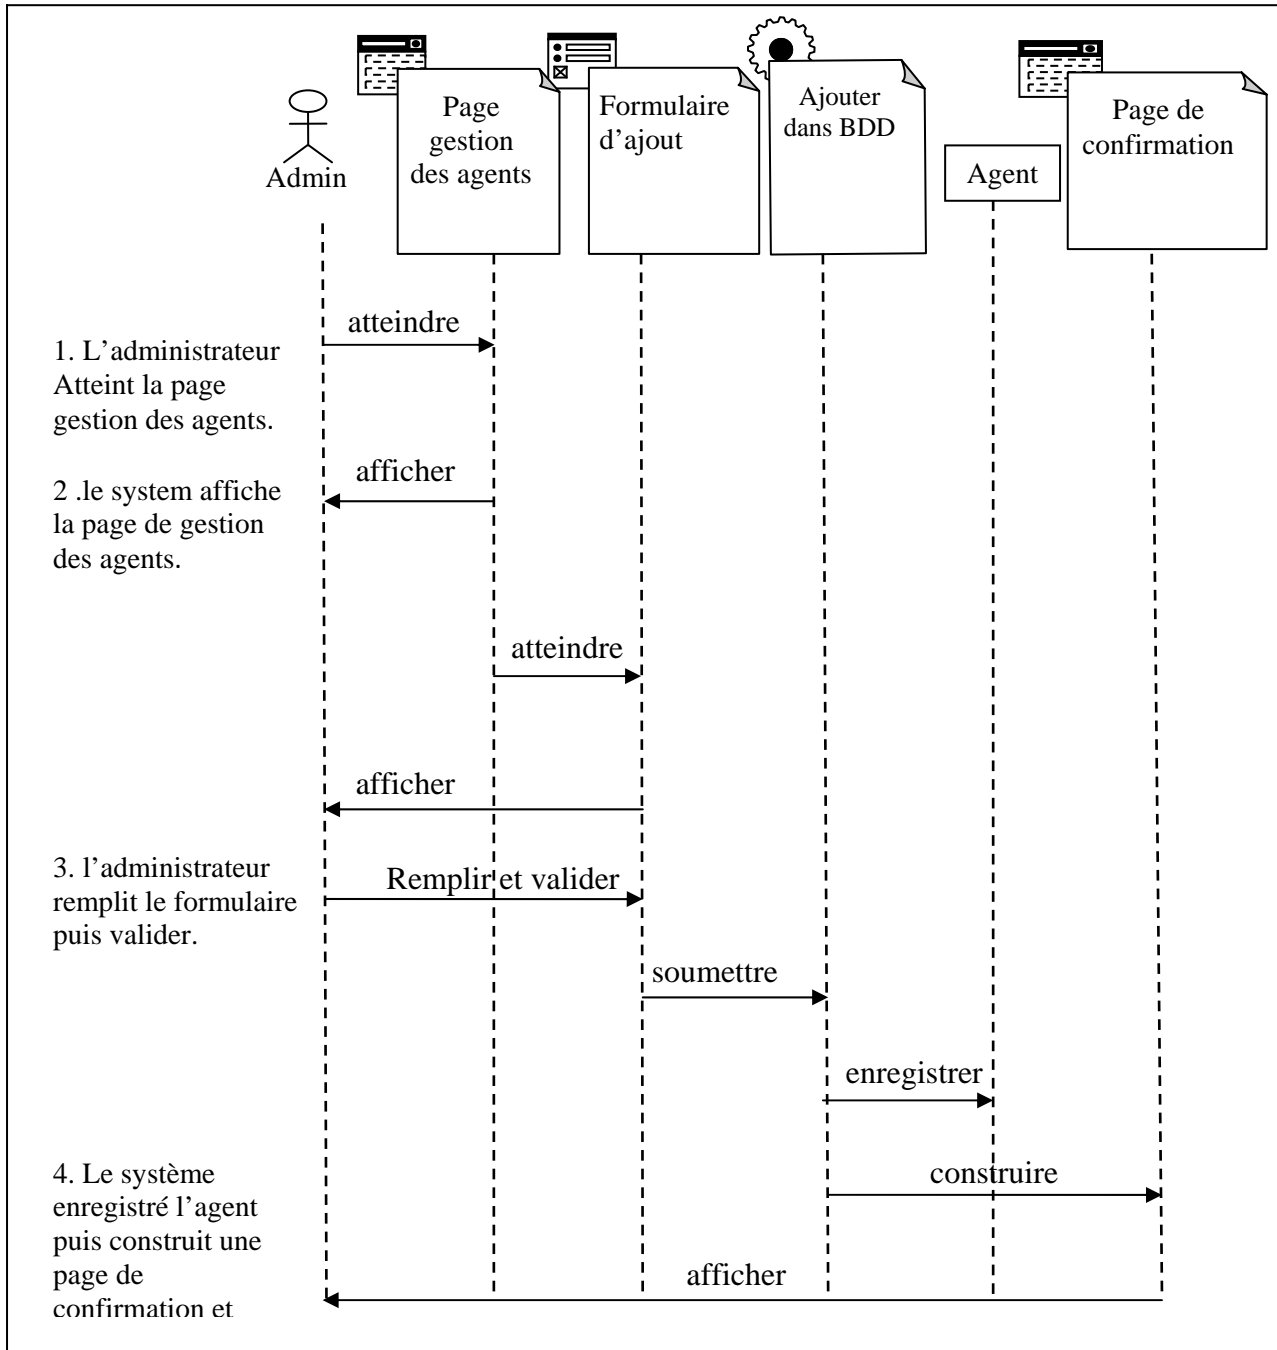 Page
gestion
des agents
Formulaire
d’ajout
Ajouter
dans BDD
Page de
confirmation
Admin
Agent
atteindre
1. L’administrateur
Atteint la page
gestion des agents.
afficher
2 .le system affiche
la page de gestion
des agents.
atteindre
afficher
3. l’administrateur
remplit le formulaire
puis valider.
Remplir et valider
soumettre
enregistrer
4. Le système
enregistré l’agent
puis construit une
page de
confirmation et
construire
afficher